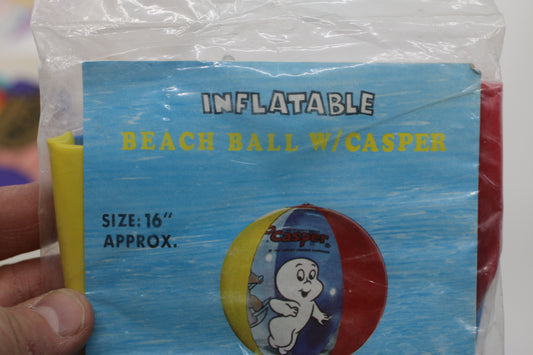 INFLATABLE
BEACH BALL W/CASPER
SIZE: 16"
APPROX.
Casper